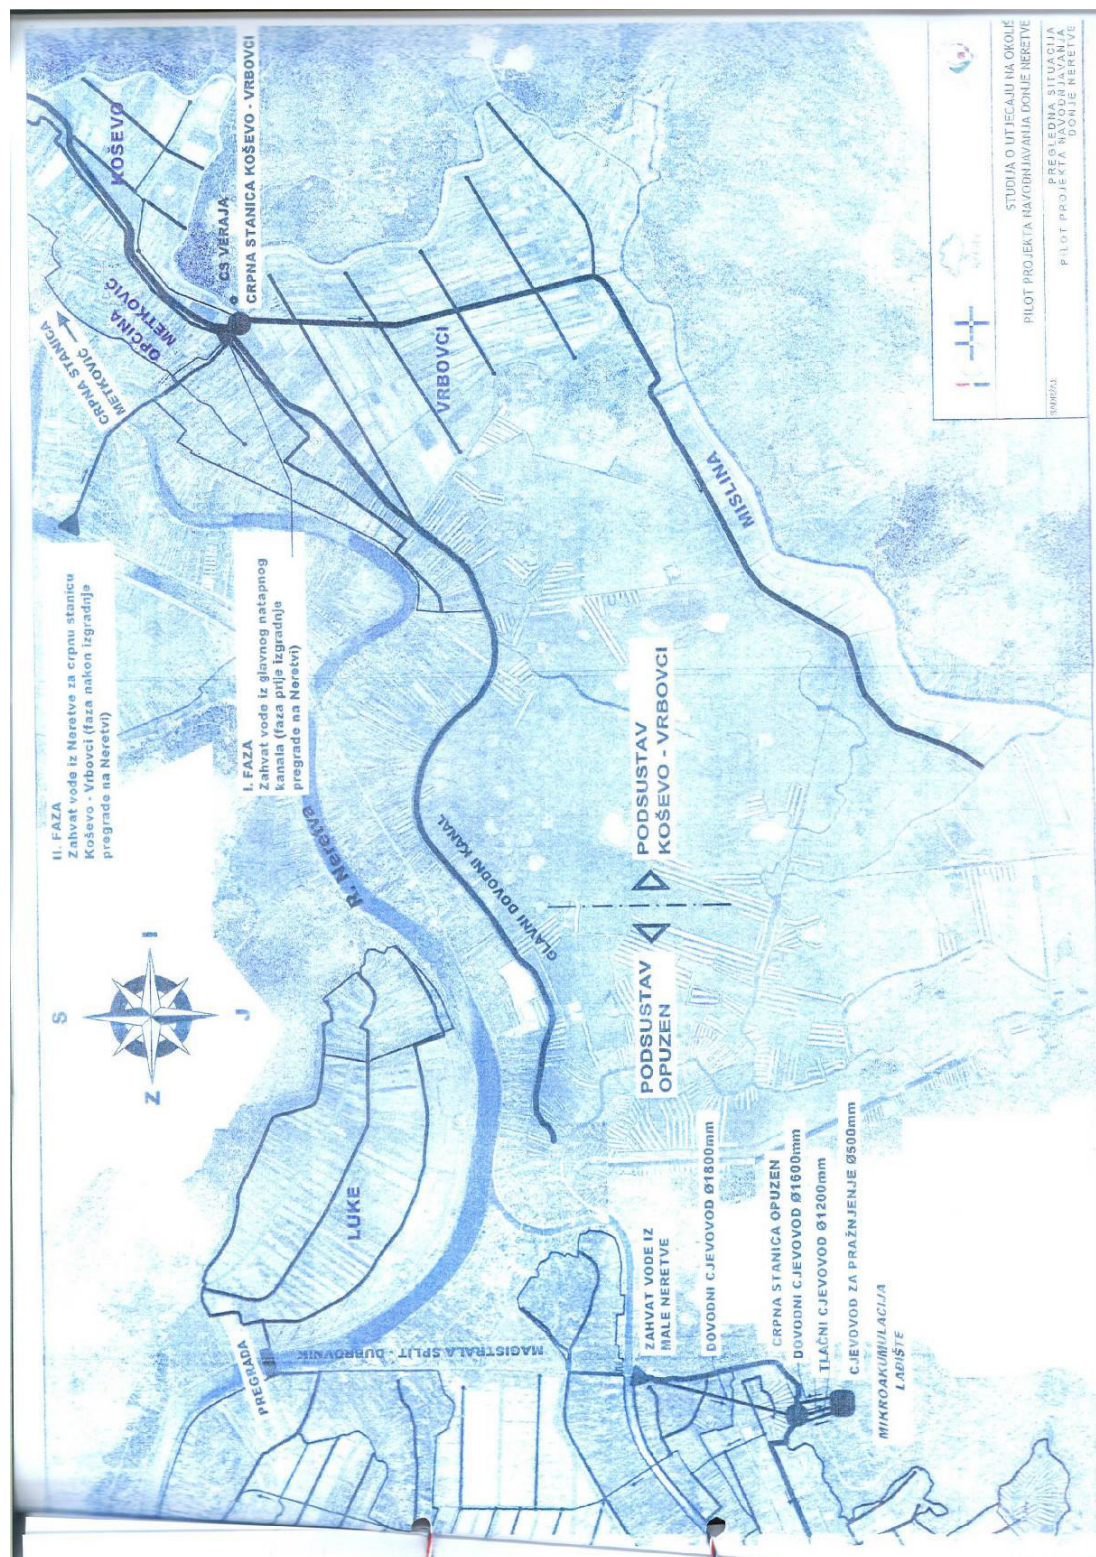 S
Z
I
J
II. FAZA
Zahvat vode iz Neretve za crpnu stanicu
Koševo - Vrbovci (faza nakon izgradnje
pregrade na Neretvi)
CRPNA STANICA
METKOVIĆ
OPĆINA
METKOVIĆ
KOŠEVO
I. FAZA
Zahvat vode iz glavnog natapnog
kanala (faza prije izgradnje
pregrade na Neretvi)
CS VERAJA
CRPNA STANICA KOŠEVO - VRBOVCI
R. Neretva
LUKE
PREGRADA
MAGISTRALA SPLIT - DUBROVNIK
GLAVNI DOVODNI KANAL
VRBOVCI
PODSUSTAV
OPUZEN
PODSUSTAV
KOŠEVO - VRBOVCI
MISLINA
ZAHVAT VODE IZ
MALE NERETVE
DOVODNI CJEVOVOD Ø1800mm
CRPNA STANICA OPUZEN
DOVODNI CJEVOVOD Ø1600mm
TLAČNI CJEVOVOD Ø1200mm
CJEVOVOD ZA PRAŽNJENJE Ø500mm
MIKROAKUMULACIJA
LADIŠTE
STUDIJA O UTJECAJU NA OKOLIŠ
PILOT PROJEKTA NAVODNJAVANJA DONJE NERETVE
PREGLEDNA SITUACIJA
PILOT PROJEKTA NAVODNJAVANJA
DONJE NERETVE